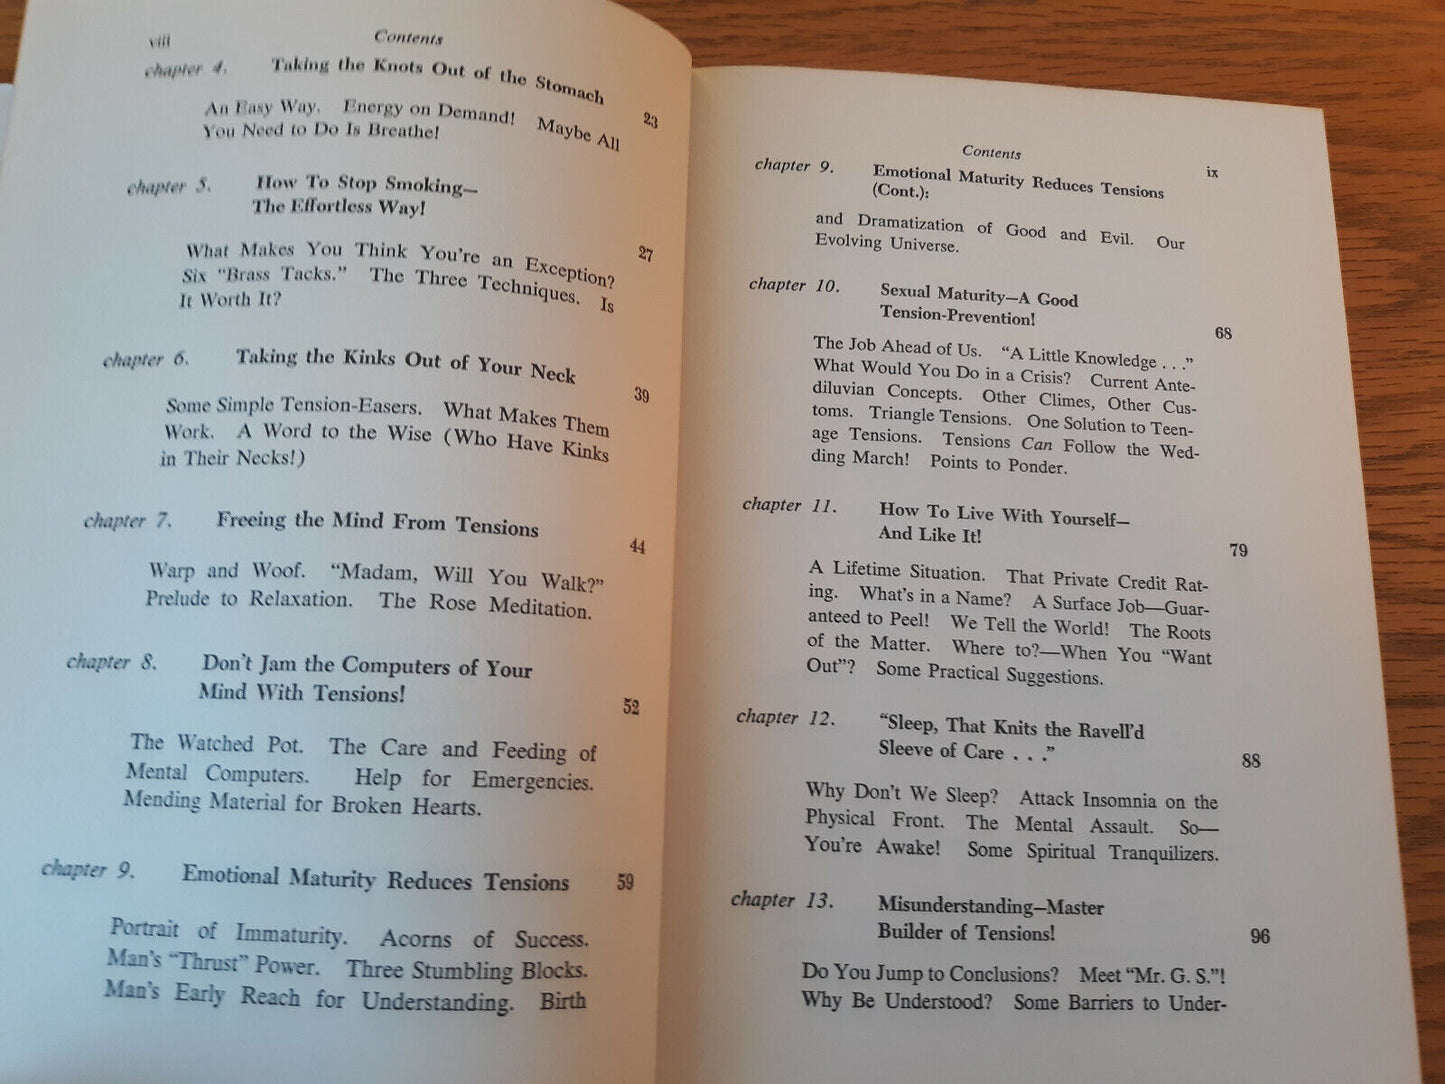 viii
Contents
chapter 4. Taking the Knots Out of the Stomach 23
An Easy Way. Energy on Demand! Maybe All
You Need to Do Is Breathe!
chapter 5. How To Stop Smoking—
The Effortless Way! 27
What Makes You Think You're an Exception?
Six "Brass Tacks." The Three Techniques. Is
It Worth It?
chapter 6. Taking the Kinks Out of Your Neck 39
Some Simple Tension-Easers. What Makes Them
Work. A Word to the Wise (Who Have Kinks
in Their Necks!)
chapter 7. Freeing the Mind From Tensions 44
Warp and Woof. "Madam, Will You Walk?"
Prelude to Relaxation. The Rose Meditation.
chapter 8. Don't Jam the Computers of Your
Mind With Tensions! 52
The Watched Pot. The Care and Feeding of
Mental Computers. Help for Emergencies.
Mending Material for Broken Hearts.
chapter 9. Emotional Maturity Reduces Tensions 59
Portrait of Immaturity. Acorns of Success.
Man's "Thrust" Power. Three Stumbling Blocks.
Man's Early Reach for Understanding. Birth
Contents
ix
chapter 9. Emotional Maturity Reduces Tensions
(Cont.):
and Dramatization of Good and Evil. Our
Evolving Universe.
chapter 10. Sexual Maturity—A Good
Tension-Prevention! 68
The Job Ahead of Us. "A Little Knowledge . . ."
What Would You Do in a Crisis? Current Ante-
diluvian Concepts. Other Climes, Other Cus-
toms. Triangle Tensions. One Solution to Teen-
age Tensions. Tensions Can Follow the Wed-
ding March! Points to Ponder.
chapter 11. How To Live With Yourself—
And Like It! 79
A Lifetime Situation. That Private Credit Rat-
ing. What's in a Name? A Surface Job—Guar-
anteed to Peel! We Tell the World! The Roots
of the Matter. Where to?—When You "Want
Out"? Some Practical Suggestions.
chapter 12. "Sleep, That Knits the Ravell'd
Sleeve of Care . . ." 88
Why Don't We Sleep? Attack Insomnia on the
Physical Front. The Mental Assault. So—
You're Awake! Some Spiritual Tranquilizers.
chapter 13. Misunderstanding—Master
Builder of Tensions! 96
Do You Jump to Conclusions? Meet "Mr. G. S."!
Why Be Understood? Some Barriers to Under-